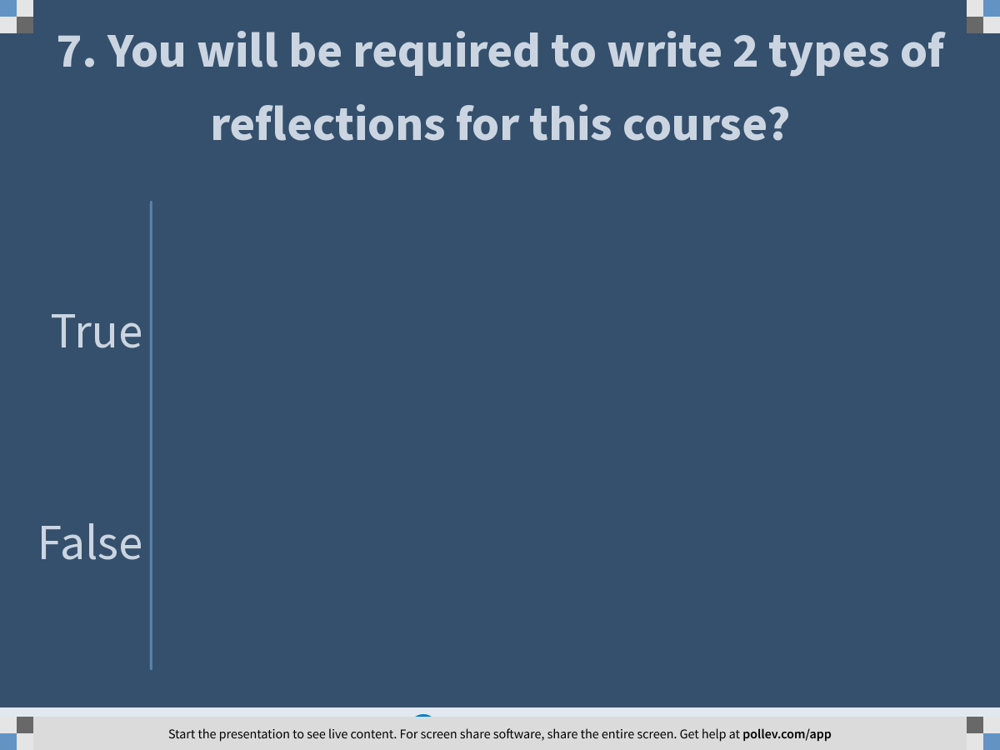 7. You will be required to write 2 types of
reflections for this course?
True
False
Start the presentation to see live content. For screen share software, share the entire screen. Get help at pollev.com/app